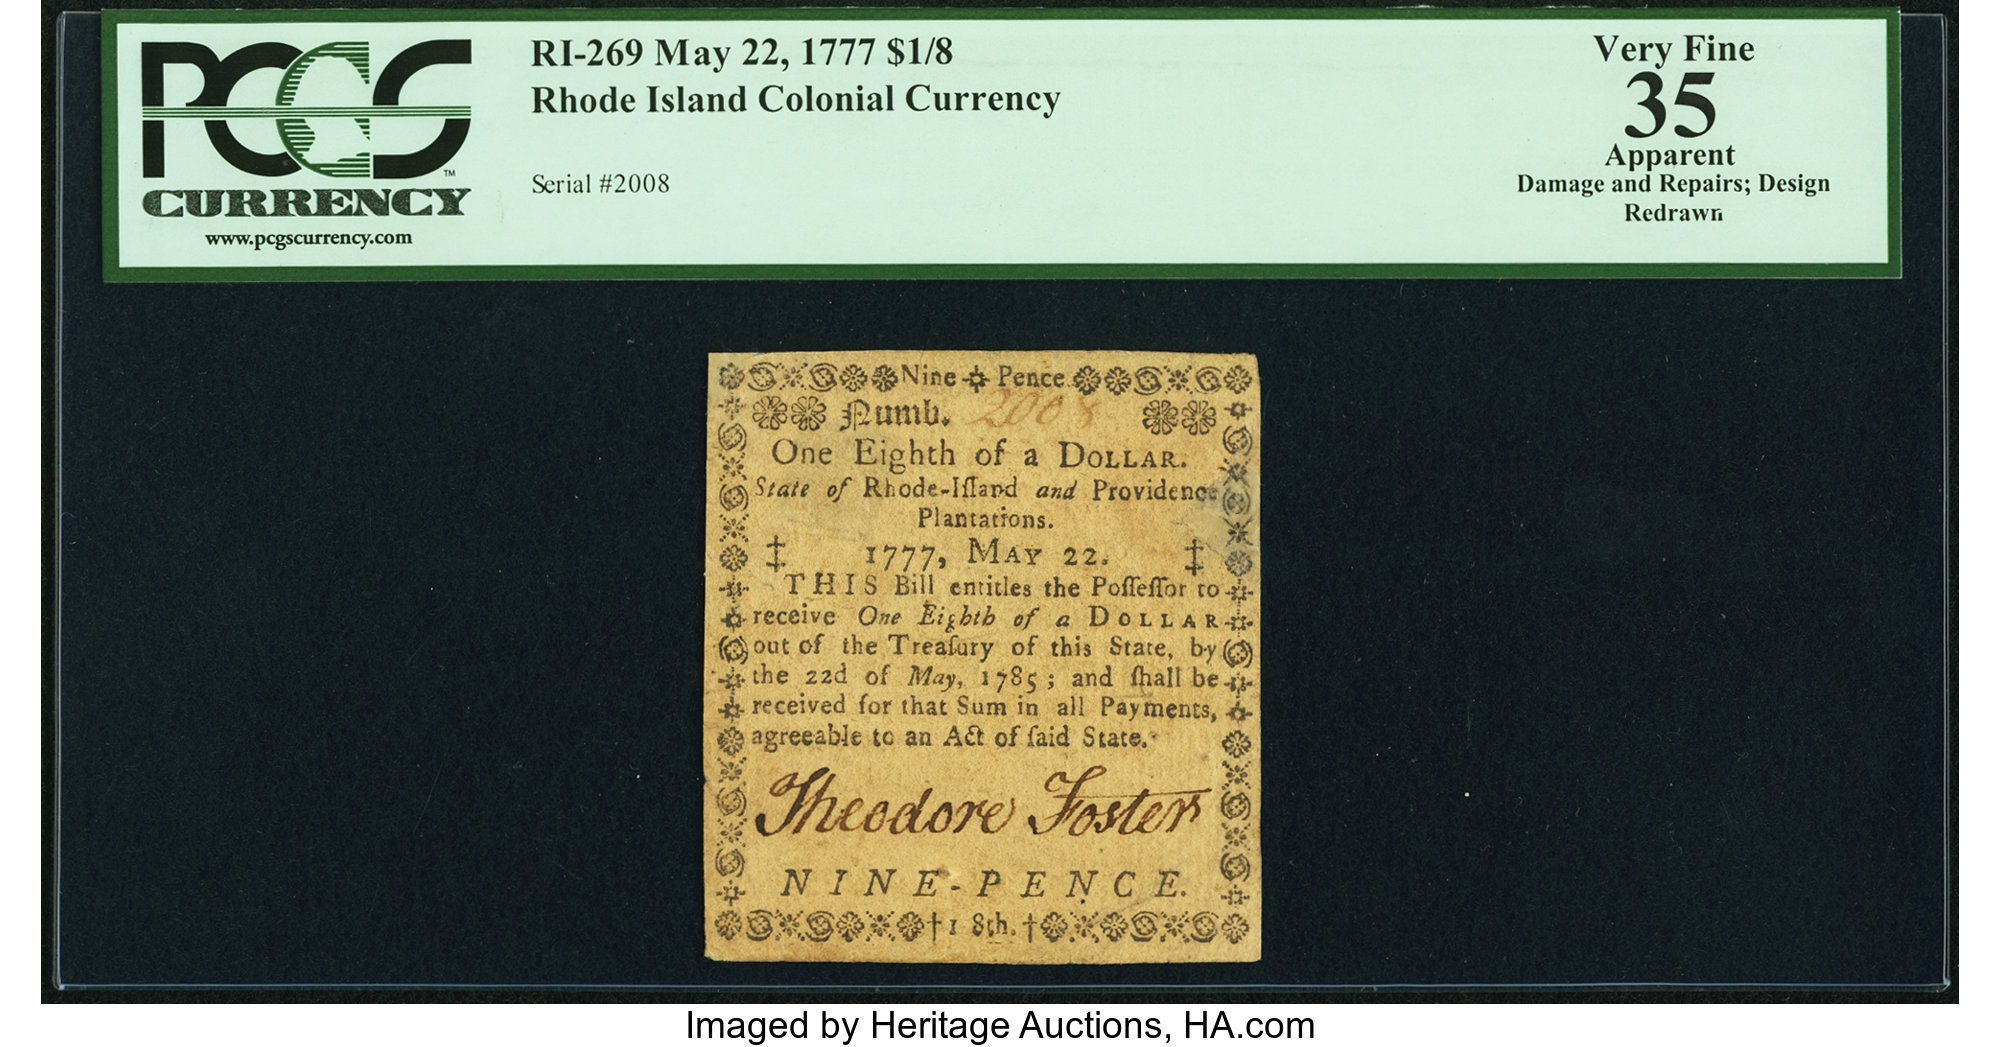 PCGS™
CURRENCY
www.pcgscurrency.com
RI-269 May 22, 1777 $1/8
Rhode Island Colonial Currency
Serial #2008
Very Fine
35
Apparent
Damage and Repairs; Design
Redrawn
Nine Pence
Numb. 2008
One Eighth of a DOLLAR.
State of Rhode-Iſland and Providence
Plantations.
‡ 1777, MAY 22. ‡
THIS Bill entitles the Poſſeſſor to
receive One Eighth of a DOLLAR
out of the Treaſury of this State, by
the 22d of May, 1785; and ſhall be
received for that Sum in all Payments,
agreeable to an Act of ſaid State.
Theodore Foster
NINE-PENCE.
†1 8th.†
Imaged by Heritage Auctions, HA.com